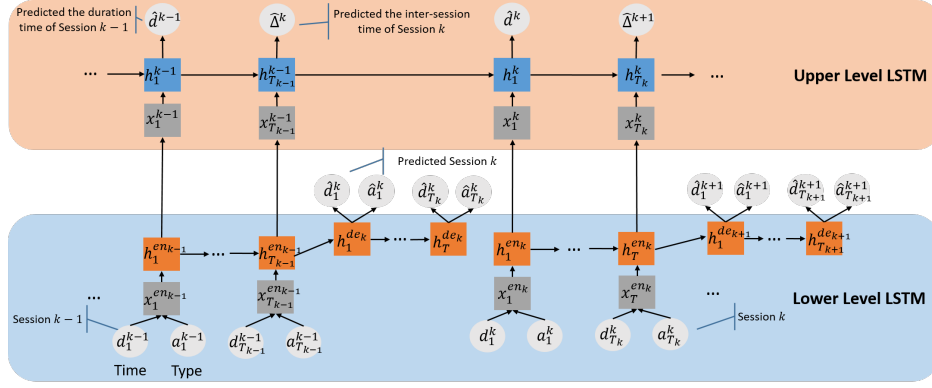 Predicted the duration
time of Session k − 1
d̂^{k-1}
Δ̂^k
Predicted the inter-session
time of Session k
d̂^k
Δ̂^{k+1}
...
h_1^{k-1}
h_{T_{k-1}}^{k-1}
h_1^k
h_{T_k}^k
...
Upper Level LSTM
x_1^{k-1}
x_{T_{k-1}}^{k-1}
x_1^k
x_{T_k}^k
Predicted Session k
d̂_1^k
â_1^k
d̂_{T_k}^k
â_{T_k}^k
d̂_1^{k+1}
â_1^{k+1}
d̂_{T_{k+1}}^{k+1}
â_{T_{k+1}}^{k+1}
h_1^{en_{k-1}}
...
h_{T_{k-1}}^{en_{k-1}}
h_1^{de_k}
...
h_T^{de_k}
h_1^{en_k}
...
h_T^{en_k}
h_1^{de_{k+1}}
...
h_{T_{k+1}}^{de_{k+1}}
...
x_1^{en_{k-1}}
x_{T_{k-1}}^{en_{k-1}}
x_1^{en_k}
x_T^{en_k}
...
Lower Level LSTM
Session k − 1
Session k
d_1^{k-1}
a_1^{k-1}
d_{T_{k-1}}^{k-1}
a_{T_{k-1}}^{k-1}
d_1^k
a_1^k
d_{T_k}^k
a_{T_k}^k
Time
Type